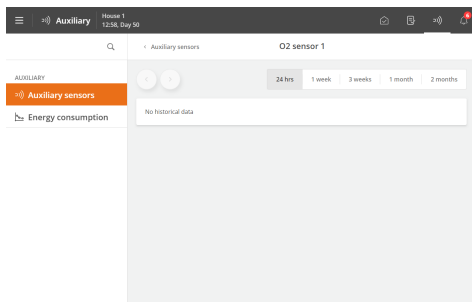 Auxiliary
House 1
12:58, Day 50
Auxiliary sensors
O2 sensor 1
AUXILIARY
Auxiliary sensors
Energy consumption
24 hrs
1 week
3 weeks
1 month
2 months
No historical data